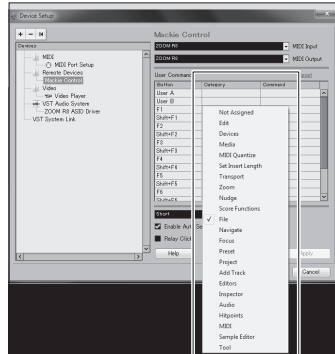 Device Setup
Devices
MIDI
MIDI Port Setup
Remote Devices
Mackie Control
Video
Video Player
VST Audio System
ZOOM R8 ASIO Driver
VST System Link
Mackie Control
ZOOM R8 MIDI Input
ZOOM R8 MIDI Output
User Command
Button Category Command
User A
User B
F1
Shift+F1
F2
Shift+F2
F3
Shift+F3
F4
Shift+F4
F5
Shift+F5
F6
Shift+F6
Not Assigned
Edit
Devices
Media
MIDI Quantize
Set Insert Length
Transport
Zoom
Nudge
Score Functions
✓ File
Navigate
Focus
Preset
Project
Add Track
Editors
Inspector
Audio
Hitpoints
MIDI
Sample Editor
Tool
Short
Enable Auto
Relay Click
Help
Apply
Cancel